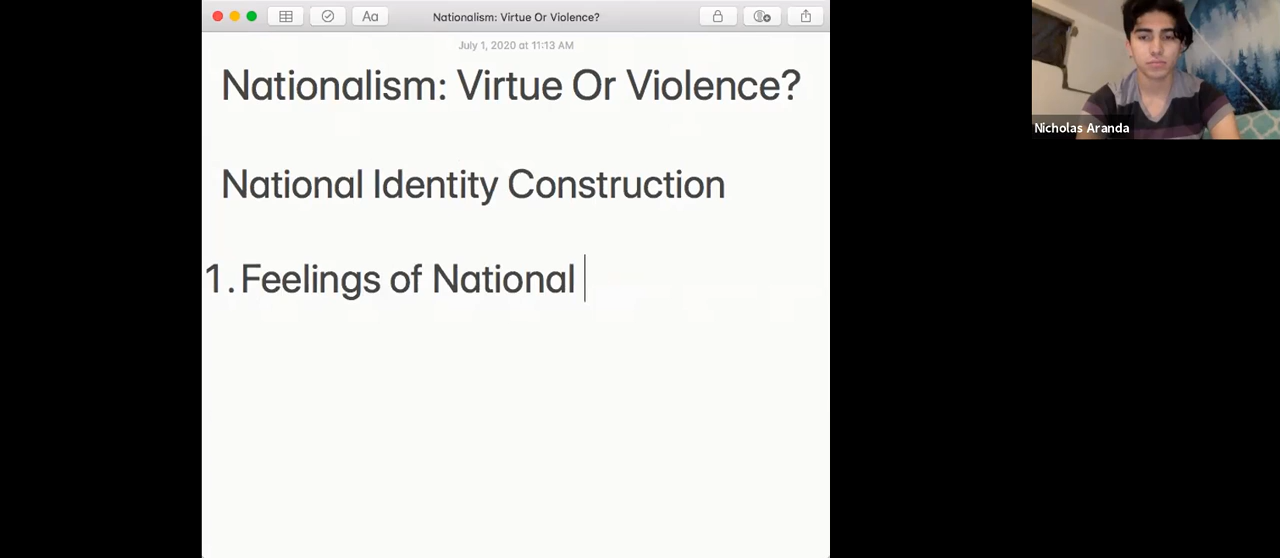 Aa
Nationalism: Virtue Or Violence?
July 1, 2020 at 11:13 AM
Nationalism: Virtue Or Violence?
National Identity Construction
1. Feelings of National
Nicholas Aranda